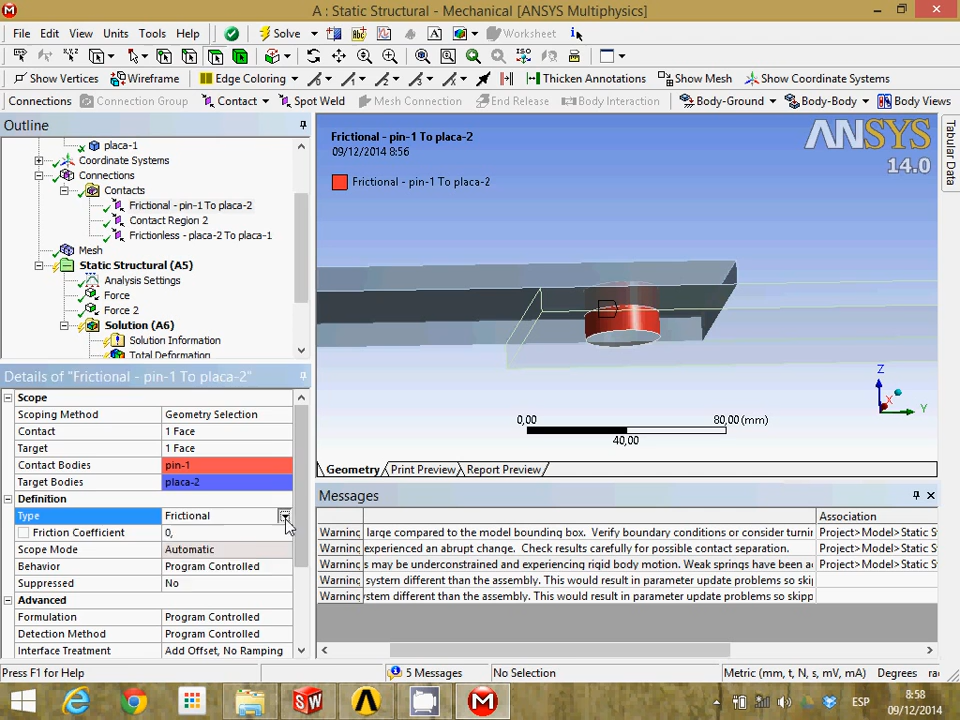 A : Static Structural - Mechanical [ANSYS Multiphysics]
File Edit View Units Tools Help Solve Worksheet
Show Vertices Wireframe Edge Coloring Thicken Annotations Show Mesh Show Coordinate Systems
Connections Connection Group Contact Spot Weld Mesh Connection End Release Body Interaction Body-Ground Body-Body Body Views
Outline
placa-1
Coordinate Systems
Connections
Contacts
Frictional - pin-1 To placa-2
Contact Region 2
Frictionless - placa-2 To placa-1
Mesh
Static Structural (A5)
Analysis Settings
Force
Force 2
Solution (A6)
Solution Information
Total Deformation
Details of "Frictional - pin-1 To placa-2"
Scope
Scoping Method Geometry Selection
Contact 1 Face
Target 1 Face
Contact Bodies pin-1
Target Bodies placa-2
Definition
Type Frictional
Friction Coefficient 0,
Scope Mode Automatic
Behavior Program Controlled
Suppressed No
Advanced
Formulation Program Controlled
Detection Method Program Controlled
Interface Treatment Add Offset, No Ramping
Frictional - pin-1 To placa-2
09/12/2014 8:56
Frictional - pin-1 To placa-2
ANSYS
14.0
Tabular Data
Z
X
Y
0,00 80,00 (mm)
40,00
Geometry Print Preview Report Preview
Messages
Association
Warning large compared to the model bounding box. Verify boundary conditions or consider turnin Project>Model>Static S
Warning experienced an abrupt change. Check results carefully for possible contact separation. Project>Model>Static S
Warning s may be underconstrained and experiencing rigid body motion. Weak springs have been a Project>Model>Static S
Warning system different than the assembly. This would result in parameter update problems so skip
Warning stem different than the assembly. This would result in parameter update problems so skipp
Press F1 for Help 5 Messages No Selection Metric (mm, t, N, s, mV, mA) Degrees ra
ESP
8:58
09/12/2014